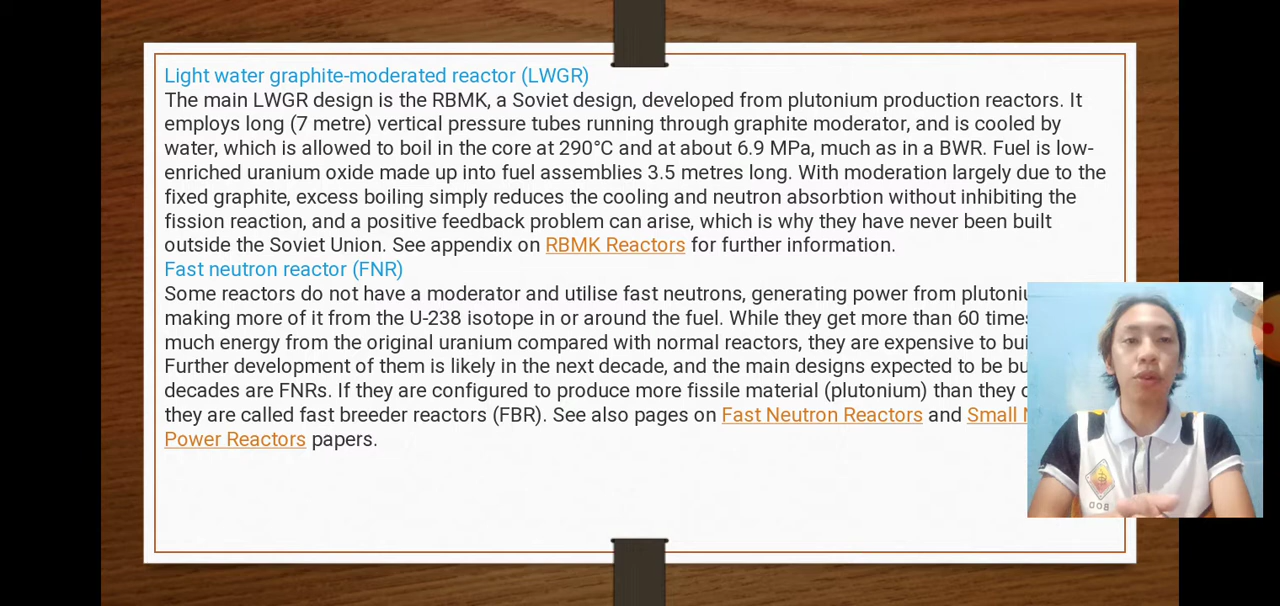 Light water graphite-moderated reactor (LWGR)
The main LWGR design is the RBMK, a Soviet design, developed from plutonium production reactors. It
employs long (7 metre) vertical pressure tubes running through graphite moderator, and is cooled by
water, which is allowed to boil in the core at 290°C and at about 6.9 MPa, much as in a BWR. Fuel is low-
enriched uranium oxide made up into fuel assemblies 3.5 metres long. With moderation largely due to the
fixed graphite, excess boiling simply reduces the cooling and neutron absorbtion without inhibiting the
fission reaction, and a positive feedback problem can arise, which is why they have never been built
outside the Soviet Union. See appendix on RBMK Reactors for further information.
Fast neutron reactor (FNR)
Some reactors do not have a moderator and utilise fast neutrons, generating power from
making more of it from the U-238 isotope in or around the fuel. While they get more than 60 times
much energy from the original uranium compared with normal reactors, they are expensive to
Further development of them is likely in the next decade, and the main designs expected to be
decades are FNRs. If they are configured to produce more fissile material (plutonium) than they
they are called fast breeder reactors (FBR). See also pages on Fast Neutron Reactors and Small
Power Reactors papers.